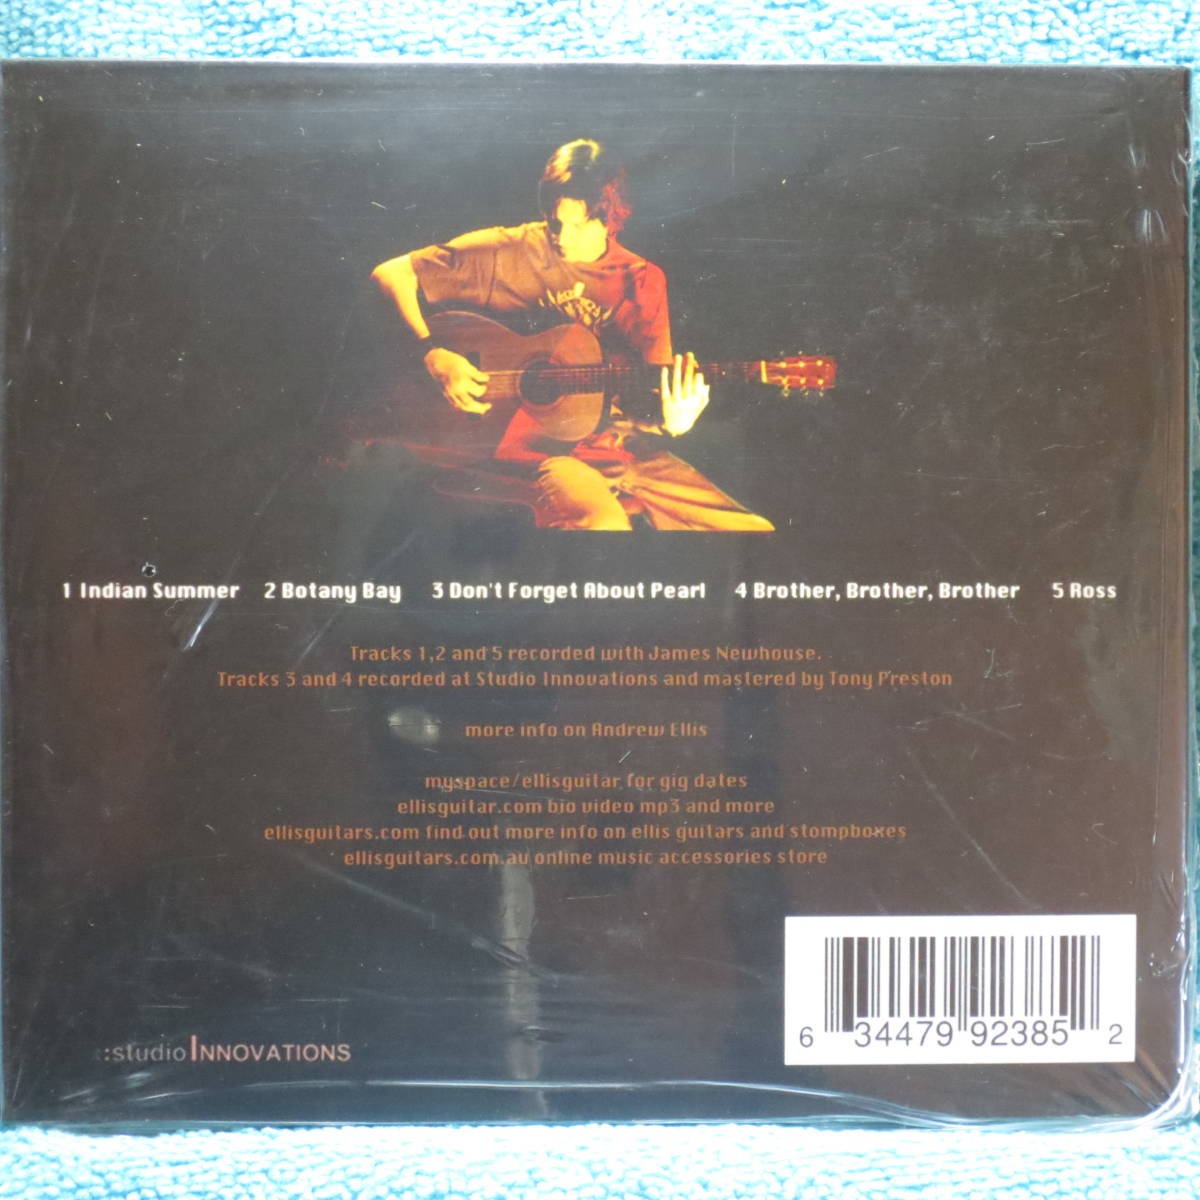 1 Indian Summer 2 Botany Bay 3 Don't Forget About Pearl 4 Brother, Brother, Brother 5 Ross
Tracks 1,2 and 5 recorded with James Newhouse.
Tracks 3 and 4 recorded at Studio Innovations and mastered by Tony Preston
more info on Andrew Ellis
myspace/ellisguitar for gig dates
ellisguitar.com bio video mp3 and more
ellisguitars.com find out more info on ellis guitars and stompboxes
ellisguitars.com.au online music accessories store
::studioINNOVATIONS
6 34479 92385 2